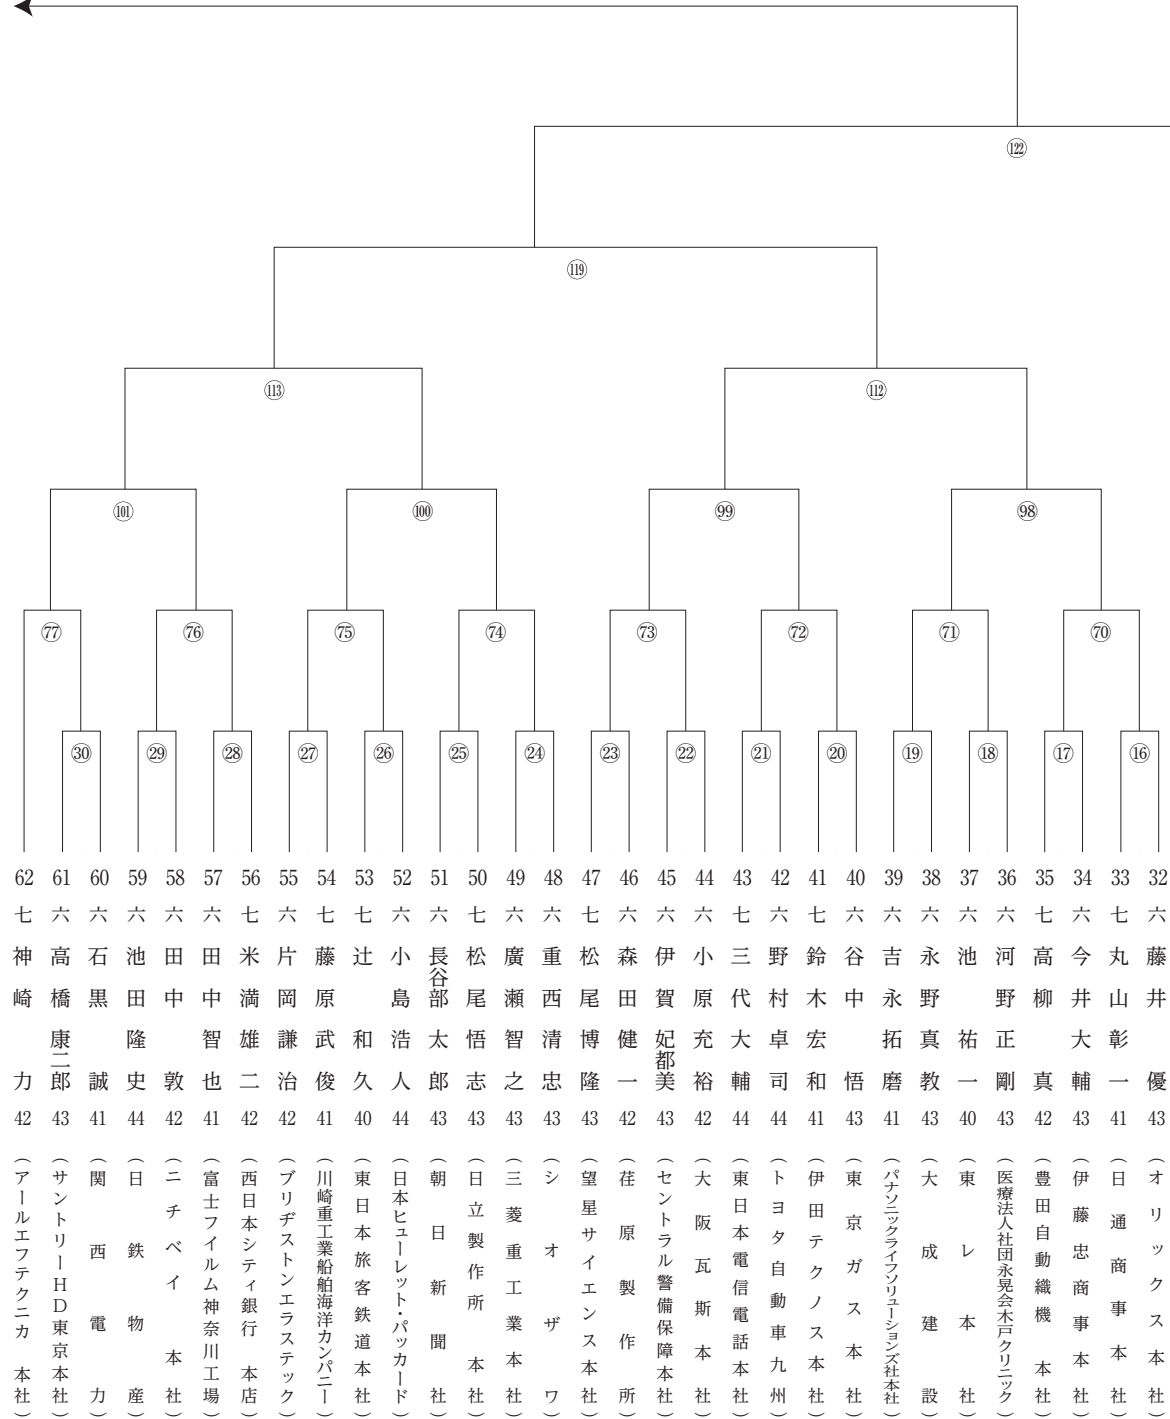 122
119
113
112
101
100
99
98
77
76
75
74
73
72
71
70
30
29
28
27
26
25
24
23
22
21
20
19
18
17
16
32 六 藤井 優 43 (オリックス本社)
33 七 丸山彰一 41 (日通商事本社)
34 六 今井大輔 43 (伊藤忠商事本社)
35 七 高柳 真 42 (豊田自動織機本社)
36 六 河野正剛 43 (医療法人社団永晃会木戸クリニック)
37 六 池 祐一 40 (東レ本社)
38 六 永野真教 43 (大成建設)
39 六 吉永拓磨 41 (パナソニックライフソリューションズ社本社)
40 六 谷中 悟 43 (東京ガス本社)
41 七 鈴木宏和 41 (伊田テクノス本社)
42 六 野村卓司 44 (トヨタ自動車九州)
43 七 三代大輔 44 (東日本電信電話本社)
44 六 小原充裕 42 (大阪瓦斯本社)
45 六 伊賀妃都美 43 (セントラル警備保障本社)
46 六 森田健一 42 (荏原製作所)
47 七 松尾博隆 43 (望星サイエンス本社)
48 六 重西清忠 43 (シオザワ)
49 六 廣瀬智之 43 (三菱重工業本社)
50 七 松尾悟志 43 (日立製作所本社)
51 六 長谷部太郎 43 (朝日新聞社)
52 六 小島浩人 44 (日本ヒューレット・パッカード)
53 七 辻 和久 40 (東日本旅客鉄道本社)
54 七 藤原武俊 41 (川崎重工業船舶海洋カンパニー)
55 六 片岡謙治 42 (ブリヂストンエラステック)
56 七 米満雄二 42 (西日本シティ銀行本店)
57 六 田中智也 41 (富士フイルム神奈川工場)
58 六 田中 敦 42 (ニチベイ本社)
59 六 池田隆史 44 (日鉄物産)
60 六 石黒 誠 41 (関西電力)
61 六 高橋康二郎 43 (サントリーHD東京本社)
62 七 神崎 力 42 (アールエフテクニカ本社)